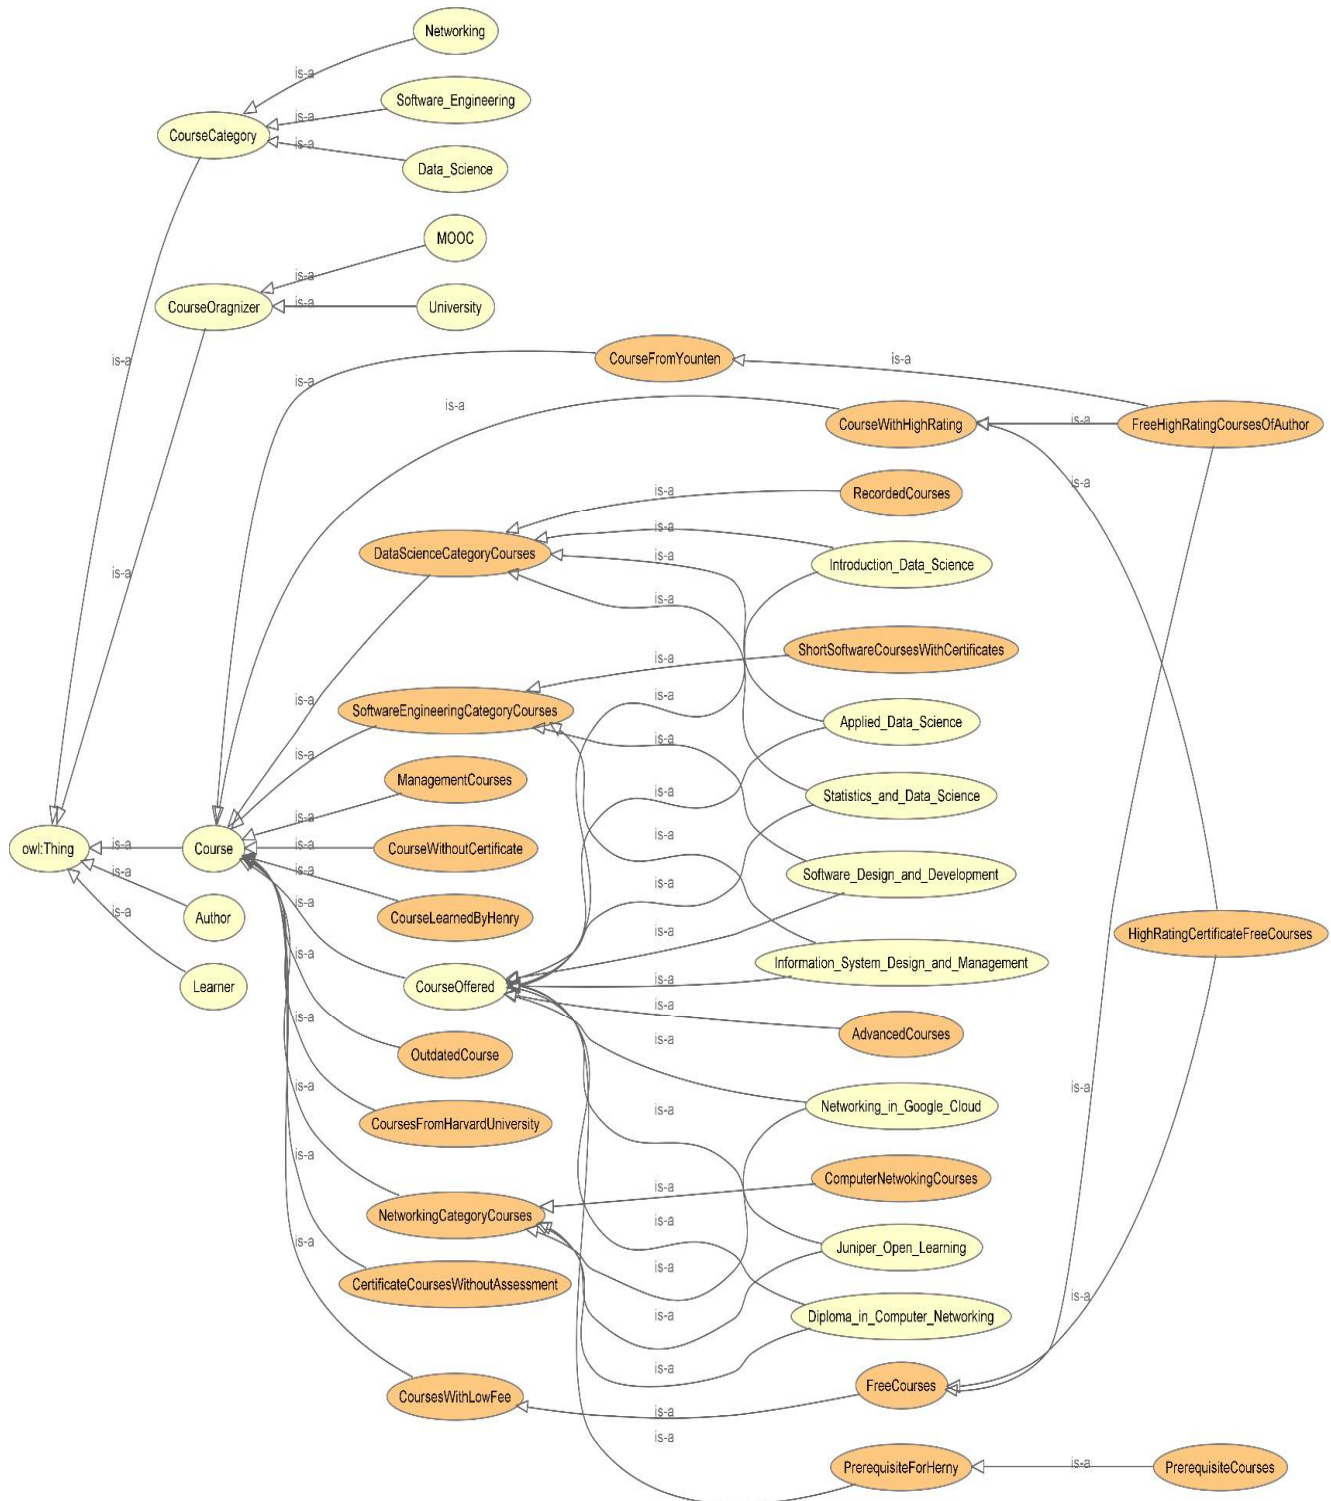 Networking
is-a
Software_Engineering
is-a
CourseCategory
is-a
Data_Science
MOOC
is-a
CourseOragnizer
is-a
University
is-a
CourseFromYounten
is-a
is-a
is-a
CourseWithHighRating
is-a
FreeHighRatingCoursesOfAuthor
is-a
is-a
RecordedCourses
is-a
DataScienceCategoryCourses
is-a
Introduction_Data_Science
is-a
is-a
ShortSoftwareCoursesWithCertificates
is-a
is-a
is-a
SoftwareEngineeringCategoryCourses
Applied_Data_Science
is-a
is-a
ManagementCourses
is-a
Statistics_and_Data_Science
is-a
owl:Thing
is-a
Course
is-a
CourseWithoutCertificate
is-a
is-a
is-a
Software_Design_and_Development
is-a
is-a
Author
is-a
CourseLearnedByHenry
is-a
HighRatingCertificateFreeCourses
is-a
Information_System_Design_and_Management
Learner
CourseOffered
is-a
is-a
AdvancedCourses
is-a
is-a
OutdatedCourse
is-a
is-a
Networking_in_Google_Cloud
CoursesFromHarvardUniversity
is-a
ComputerNetwokingCourses
is-a
NetworkingCategoryCourses
is-a
is-a
Juniper_Open_Learning
is-a
CertificateCoursesWithoutAssessment
is-a
is-a
Diploma_in_Computer_Networking
is-a
CoursesWithLowFee
FreeCourses
is-a
is-a
PrerequisiteForHerny
is-a
PrerequisiteCourses